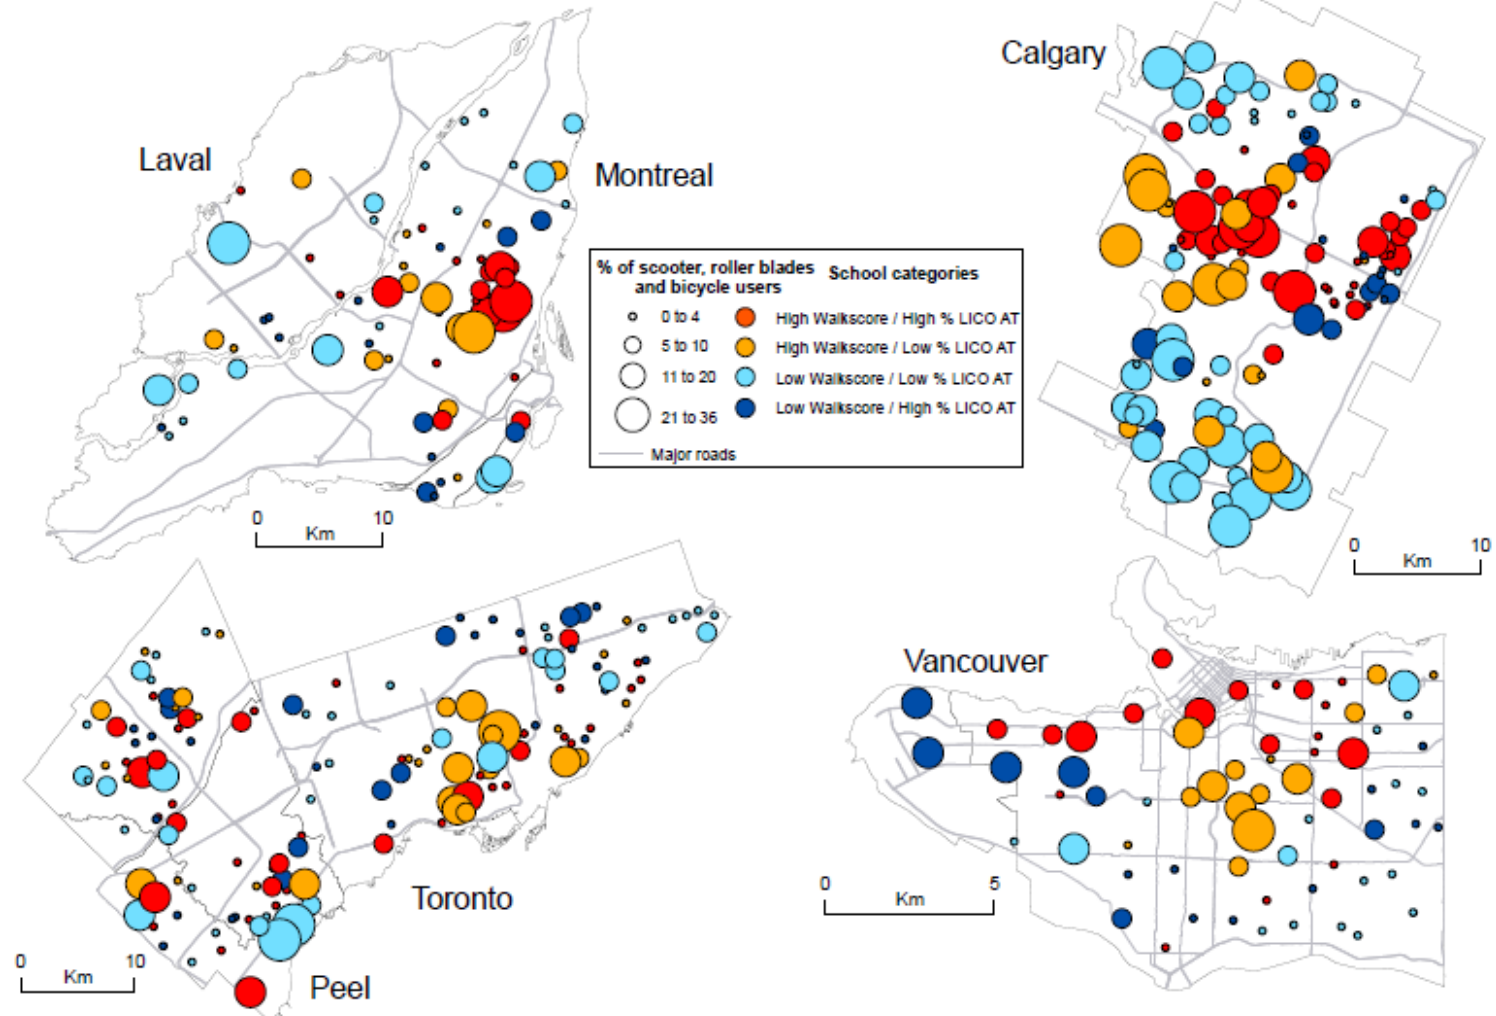 Calgary
Laval
Montreal
% of scooter, roller blades
and bicycle users
School categories
0 to 4
High Walkscore / High % LICO AT
5 to 10
High Walkscore / Low % LICO AT
11 to 20
Low Walkscore / Low % LICO AT
21 to 36
Low Walkscore / High % LICO AT
Major roads
0 10
Km
0 10
Km
Vancouver
Toronto
0 5
Km
0 10
Km
Peel